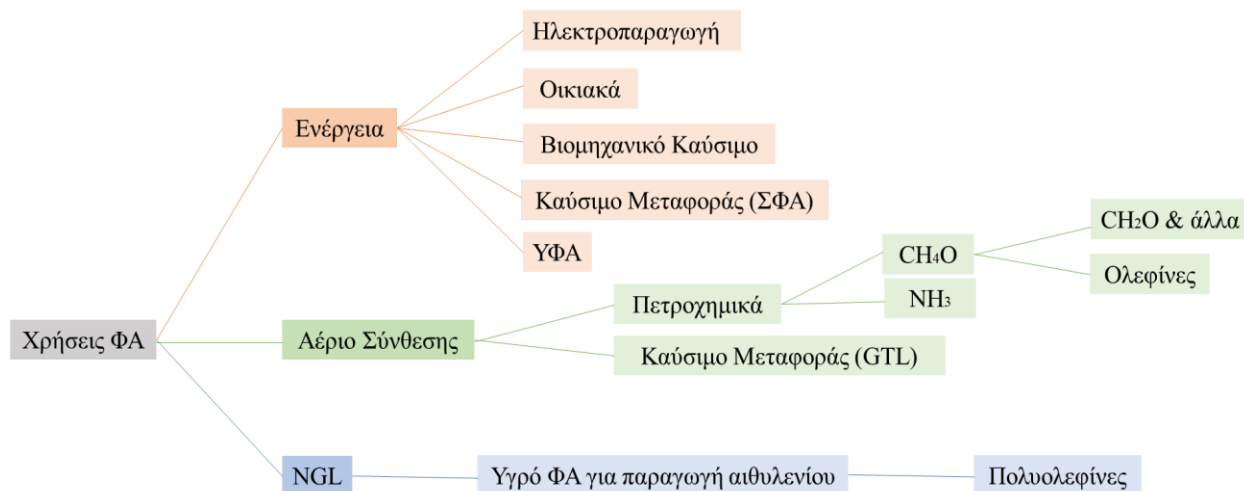 Ηλεκτροπαραγωγή
Οικιακά
Ενέργεια
Βιομηχανικό Καύσιμο
Καύσιμο Μεταφοράς (ΣΦΑ)
ΥΦΑ
CH₂O & άλλα
CH₄O
Ολεφίνες
Πετροχημικά
NH₃
Χρήσεις ΦΑ
Αέριο Σύνθεσης
Καύσιμο Μεταφοράς (GTL)
NGL
Υγρό ΦΑ για παραγωγή αιθυλενίου
Πολυολεφίνες